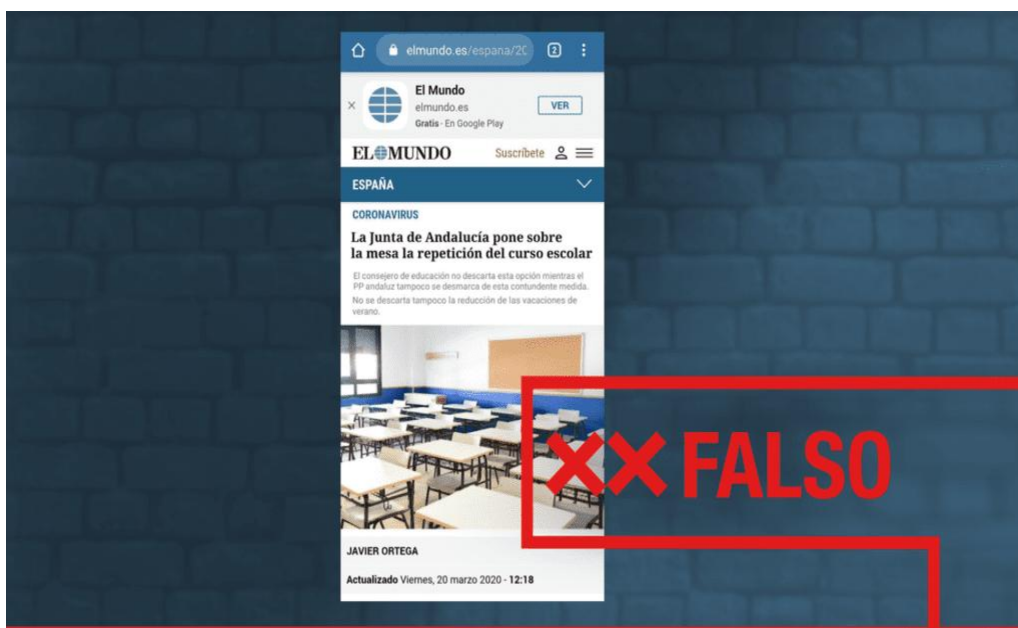 elmundo.es/espana/20
2
El Mundo
elmundo.es
Gratis · En Google Play
VER
EL MUNDO
Suscríbete
ESPAÑA
CORONAVIRUS
La Junta de Andalucía pone sobre
la mesa la repetición del curso escolar
El consejero de educación no descarta esta opción mientras el
PP andaluz tampoco se desmarca de esta contundente medida.
No se descarta tampoco la reducción de las vacaciones de
verano.
XX FALSO
JAVIER ORTEGA
Actualizado Viernes, 20 marzo 2020 - 12:18